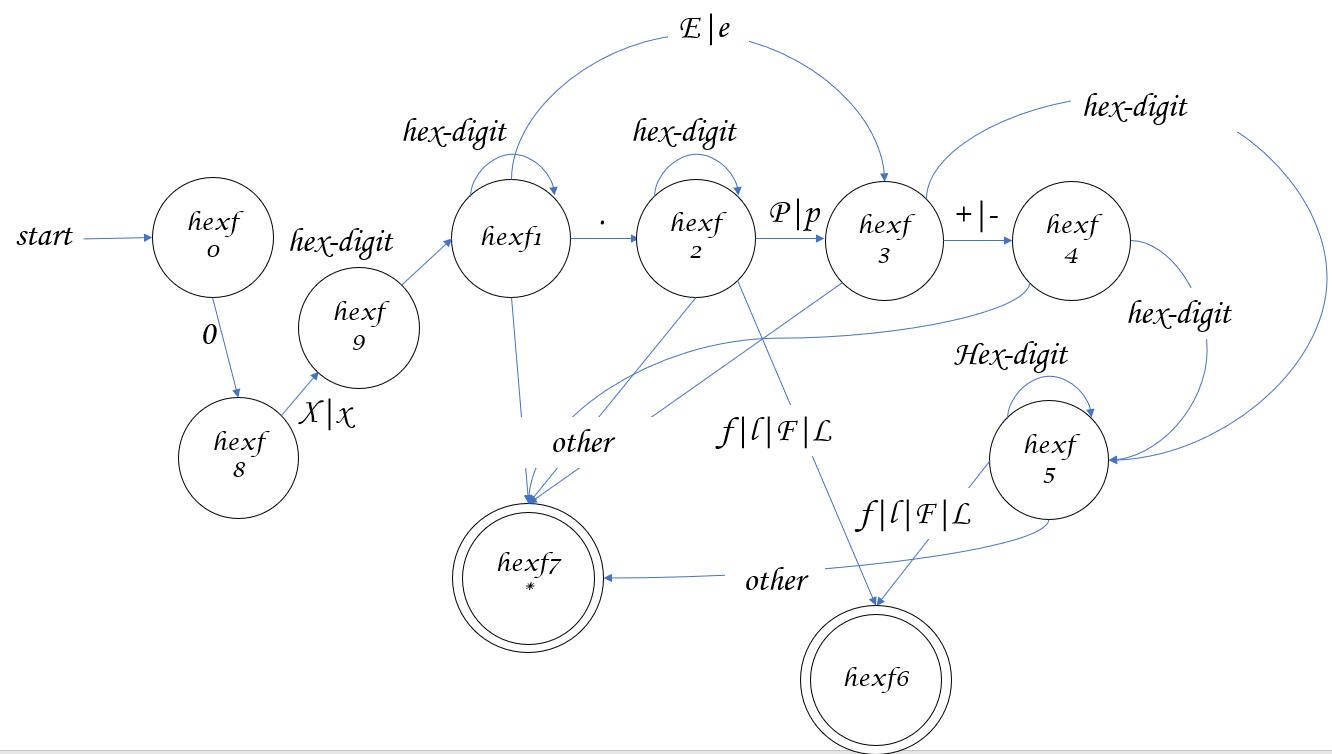 E|e
hex-digit
hex-digit
hex-digit
start
hexf
0
hex-digit
hexf1
.
hexf
2
P|p
hexf
3
+|-
hexf
4
hex-digit
0
hexf
9
Hex-digit
hexf
8
X|x
other
f|l|F|L
hexf
5
f|l|F|L
hexf7
*
other
hexf6